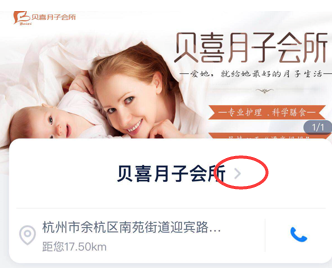 贝喜月子会所
贝喜月子会所
爱她,就给她最好的月子生活
专业护理,科学膳食
1/1
贝喜月子会所
杭州市余杭区南苑街道迎宾路...
距您17.50km